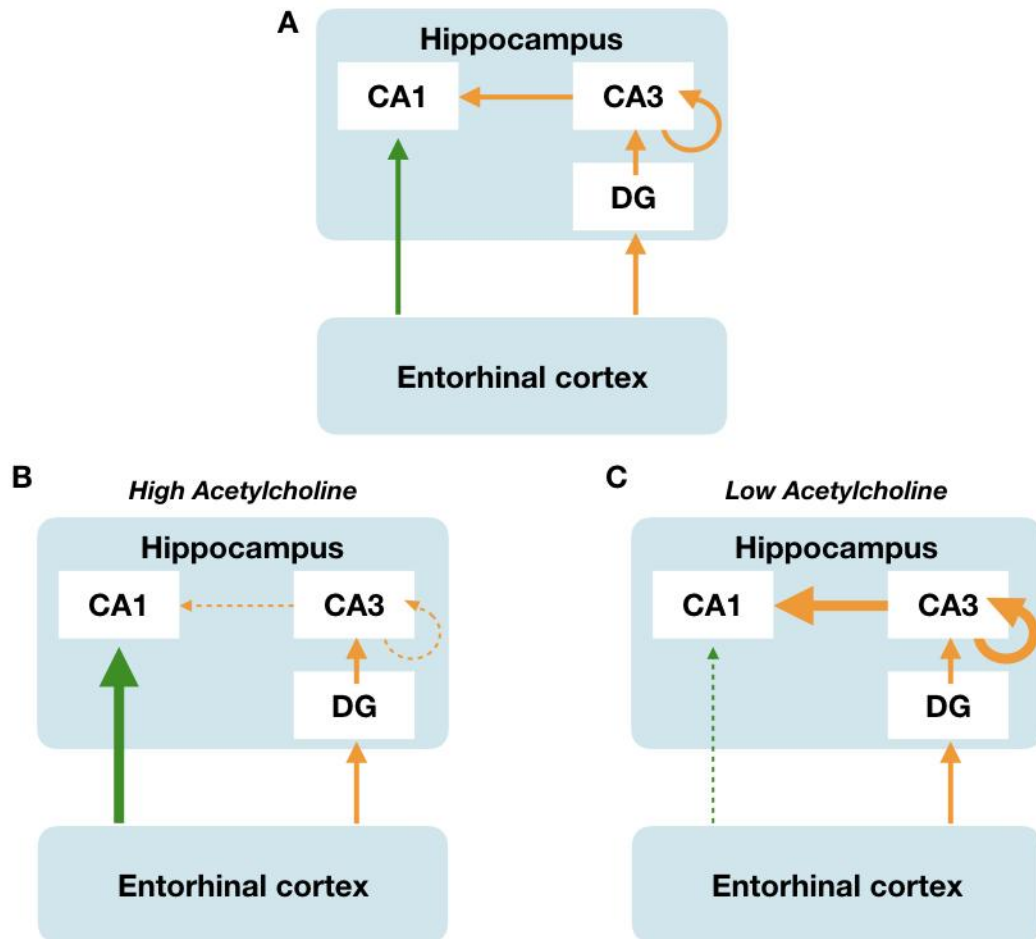 A
Hippocampus
CA1
CA3
DG
Entorhinal cortex
B
High Acetylcholine
Hippocampus
CA1
CA3
DG
Entorhinal cortex
C
Low Acetylcholine
Hippocampus
CA1
CA3
DG
Entorhinal cortex